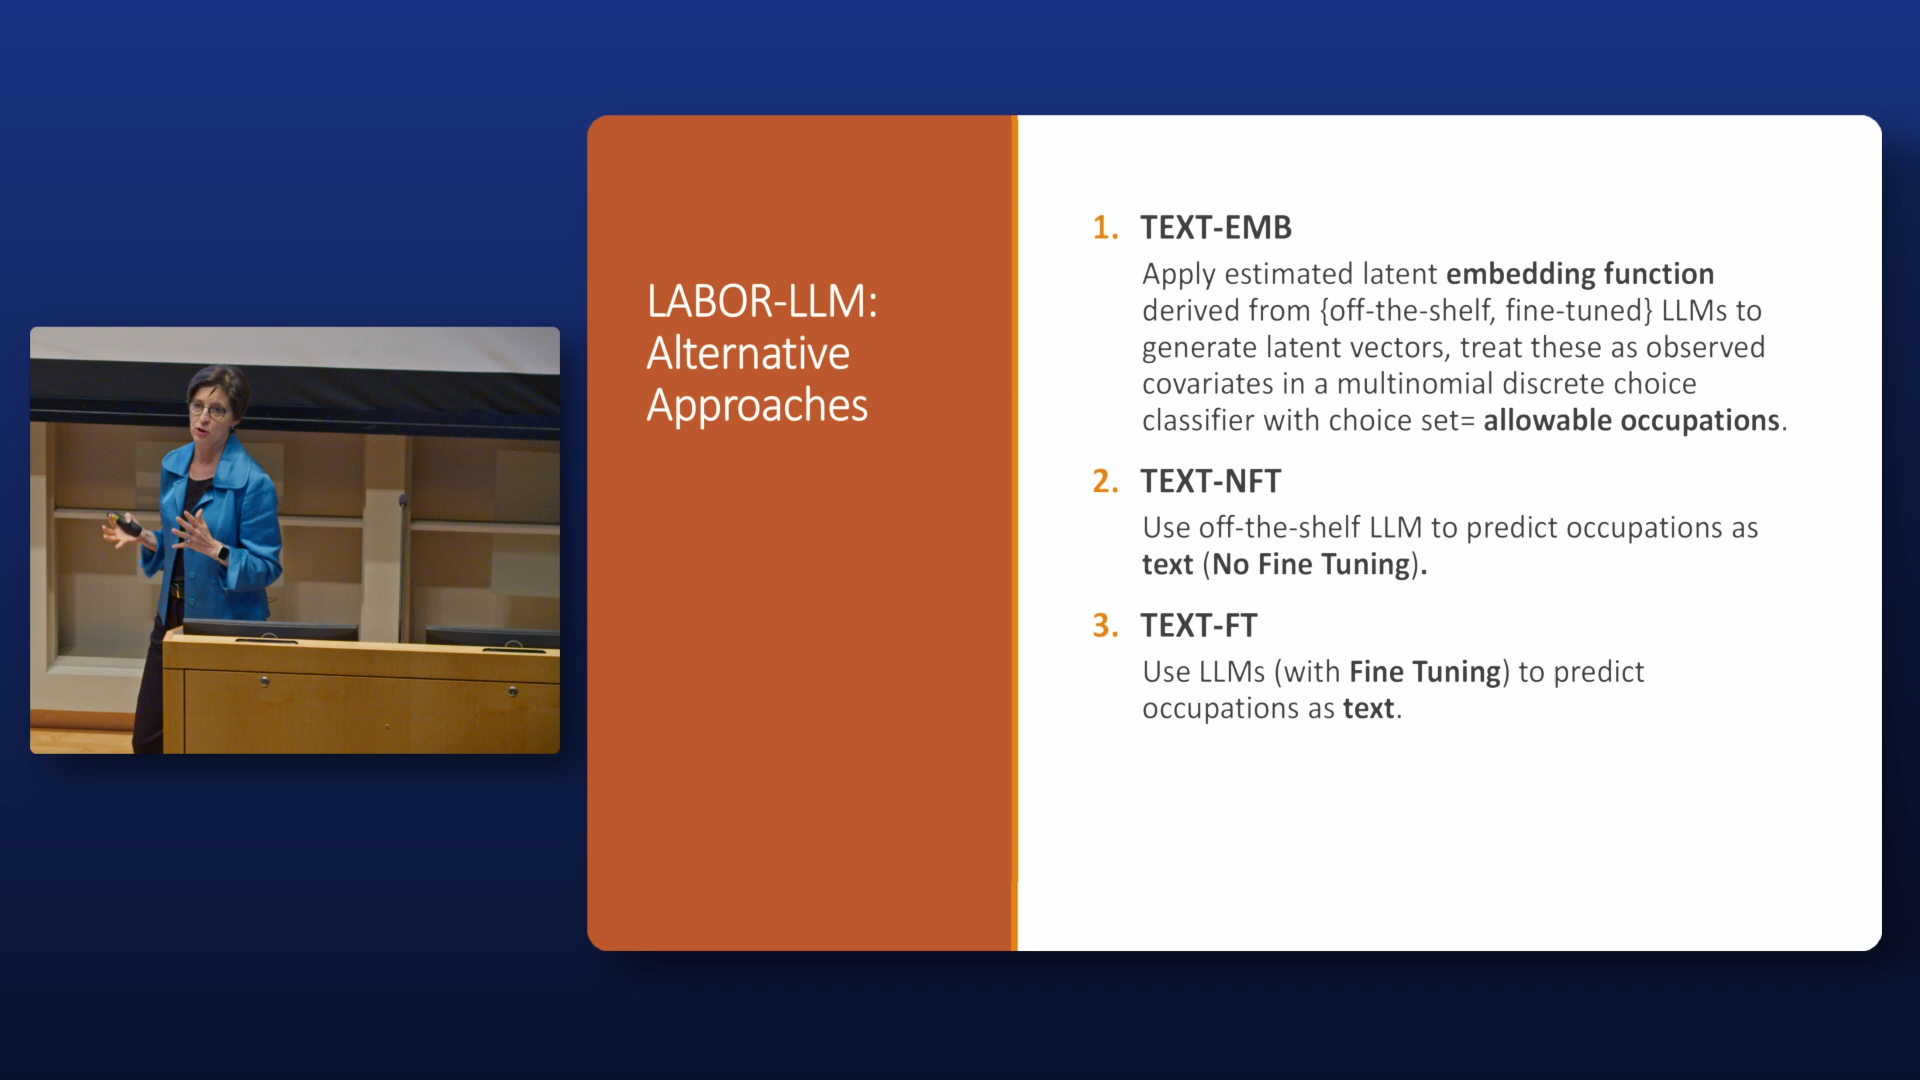 LABOR-LLM:
Alternative
Approaches
1. TEXT-EMB
Apply estimated latent embedding function
derived from {off-the-shelf, fine-tuned} LLMs to
generate latent vectors, treat these as observed
covariates in a multinomial discrete choice
classifier with choice set= allowable occupations.
2. TEXT-NFT
Use off-the-shelf LLM to predict occupations as
text (No Fine Tuning).
3. TEXT-FT
Use LLMs (with Fine Tuning) to predict
occupations as text.